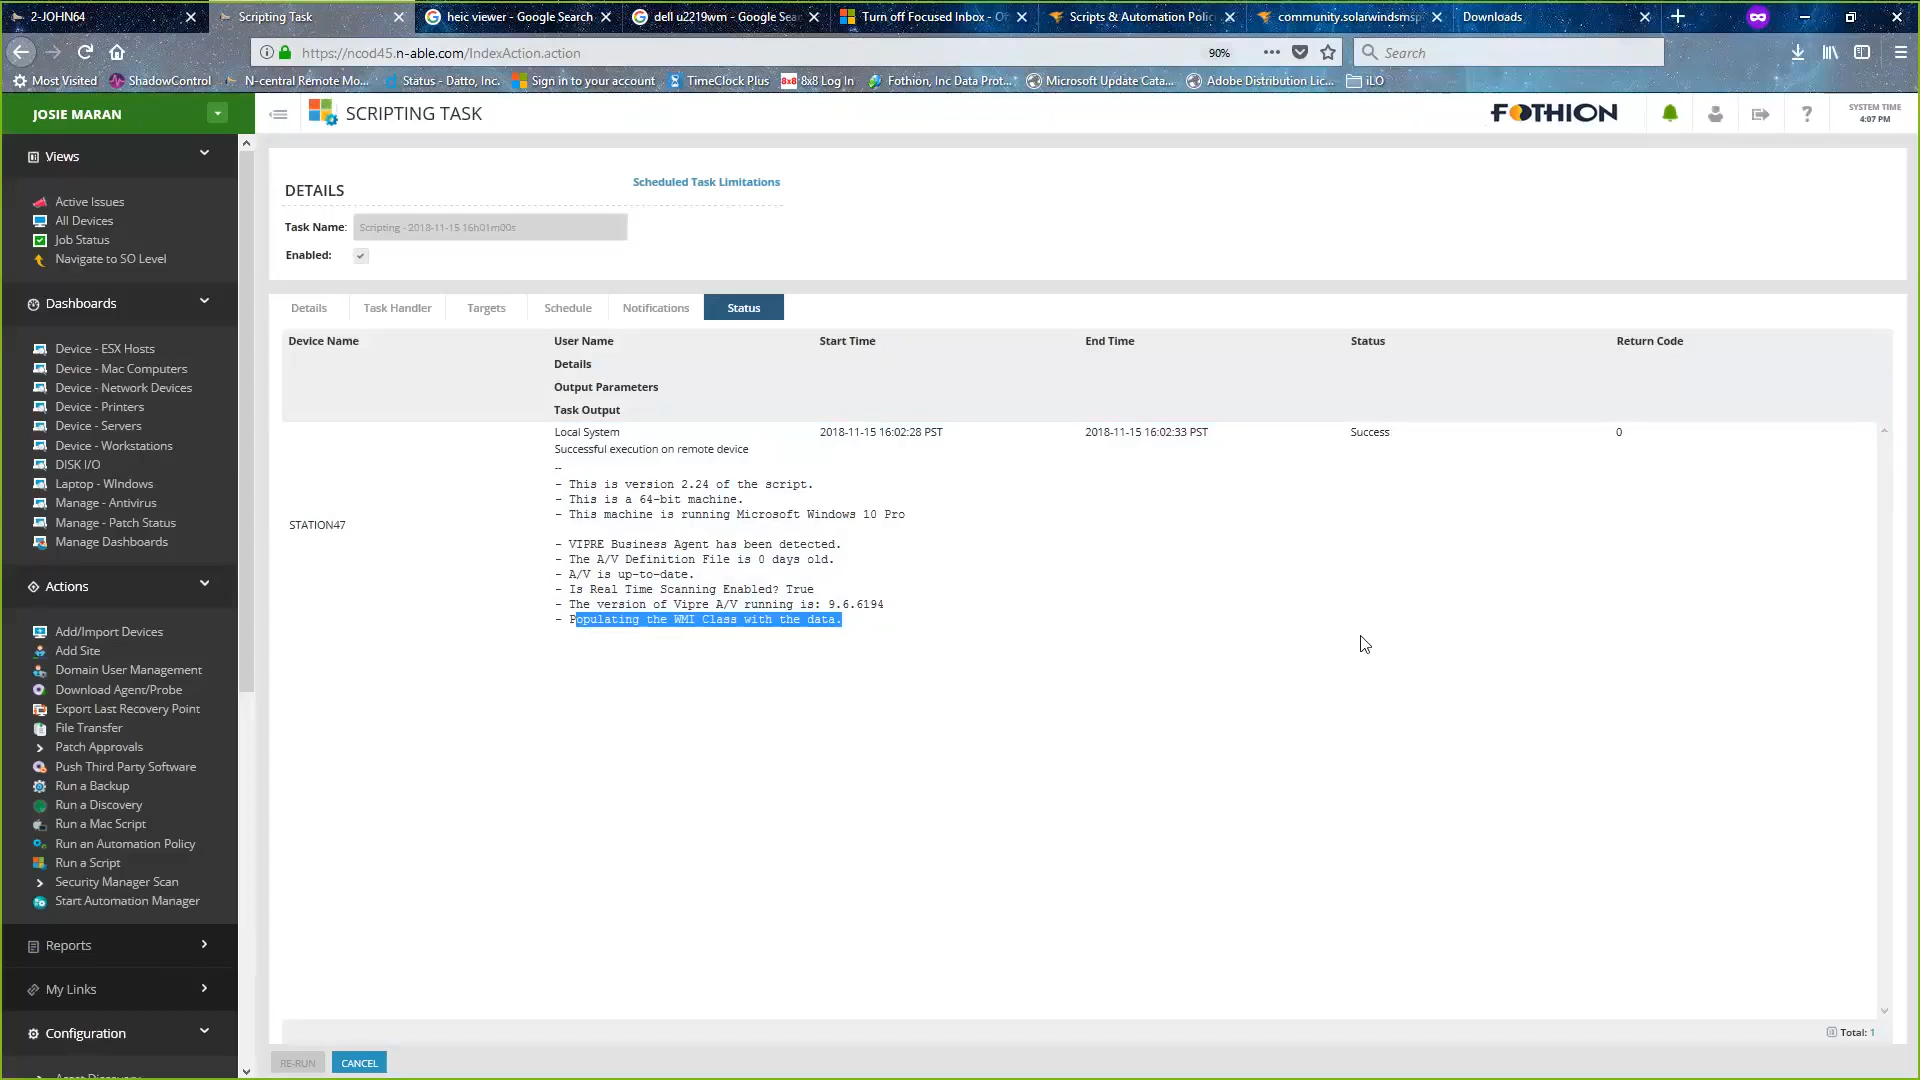 2-JOHN64
Scripting Task
heic viewer - Google Search
dell u2219wm - Google Sea
Turn off Focused Inbox - Of
Scripts & Automation Polic
community.solarwindsmsp
Downloads
https://ncod45.n-able.com/IndexAction.action
90%
Search
Most Visited
ShadowControl
N-central Remote Mo...
Status - Datto, Inc.
Sign in to your account
TimeClock Plus
8x8 Log In
Fothion, Inc Data Prot...
Microsoft Update Cata...
Adobe Distribution Lic...
iLO
JOSIE MARAN
SCRIPTING TASK
FOTHION
SYSTEM TIME
4:07 PM
Views
Active Issues
All Devices
Job Status
Navigate to SO Level
Dashboards
Device - ESX Hosts
Device - Mac Computers
Device - Network Devices
Device - Printers
Device - Servers
Device - Workstations
DISK I/O
Laptop - WIndows
Manage - Antivirus
Manage - Patch Status
Manage Dashboards
Actions
Add/Import Devices
Add Site
Domain User Management
Download Agent/Probe
Export Last Recovery Point
File Transfer
Patch Approvals
Push Third Party Software
Run a Backup
Run a Discovery
Run a Mac Script
Run an Automation Policy
Run a Script
Security Manager Scan
Start Automation Manager
Reports
My Links
Configuration
DETAILS
Scheduled Task Limitations
Task Name: Scripting - 2018-11-15 16h01m00s
Enabled:
Details
Task Handler
Targets
Schedule
Notifications
Status
Device Name
User Name
Start Time
End Time
Status
Return Code
Details
Output Parameters
Task Output
Local System
2018-11-15 16:02:28 PST
2018-11-15 16:02:33 PST
Success
0
Successful execution on remote device
--
- This is version 2.24 of the script.
- This is a 64-bit machine.
- This machine is running Microsoft Windows 10 Pro
STATION47
- VIPRE Business Agent has been detected.
- The A/V Definition File is 0 days old.
- A/V is up-to-date.
- Is Real Time Scanning Enabled? True
- The version of Vipre A/V running is: 9.6.6194
- Populating the WMI Class with the data.
Total: 1
RE-RUN
CANCEL